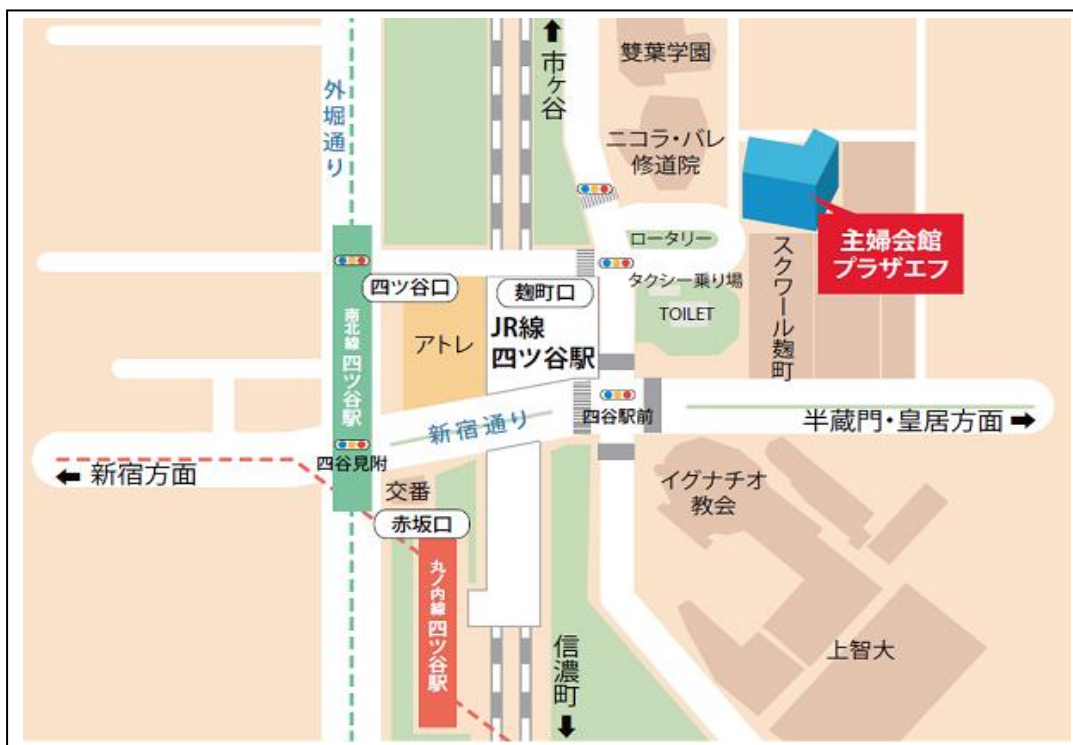 雙葉学園
市ヶ谷
外堀通り
ニコラ・バレ
修道院
ロータリー
主婦会館
プラザエフ
四ツ谷口
麹町口
タクシー乗り場
TOILET
スクワール麹町
アトレ
JR線
四ツ谷駅
南北線 四ツ谷駅
新宿通り
四谷駅前
半蔵門・皇居方面
四谷見附
新宿方面
イグナチオ
教会
交番
赤坂口
丸ノ内線 四ツ谷駅
信濃町
上智大